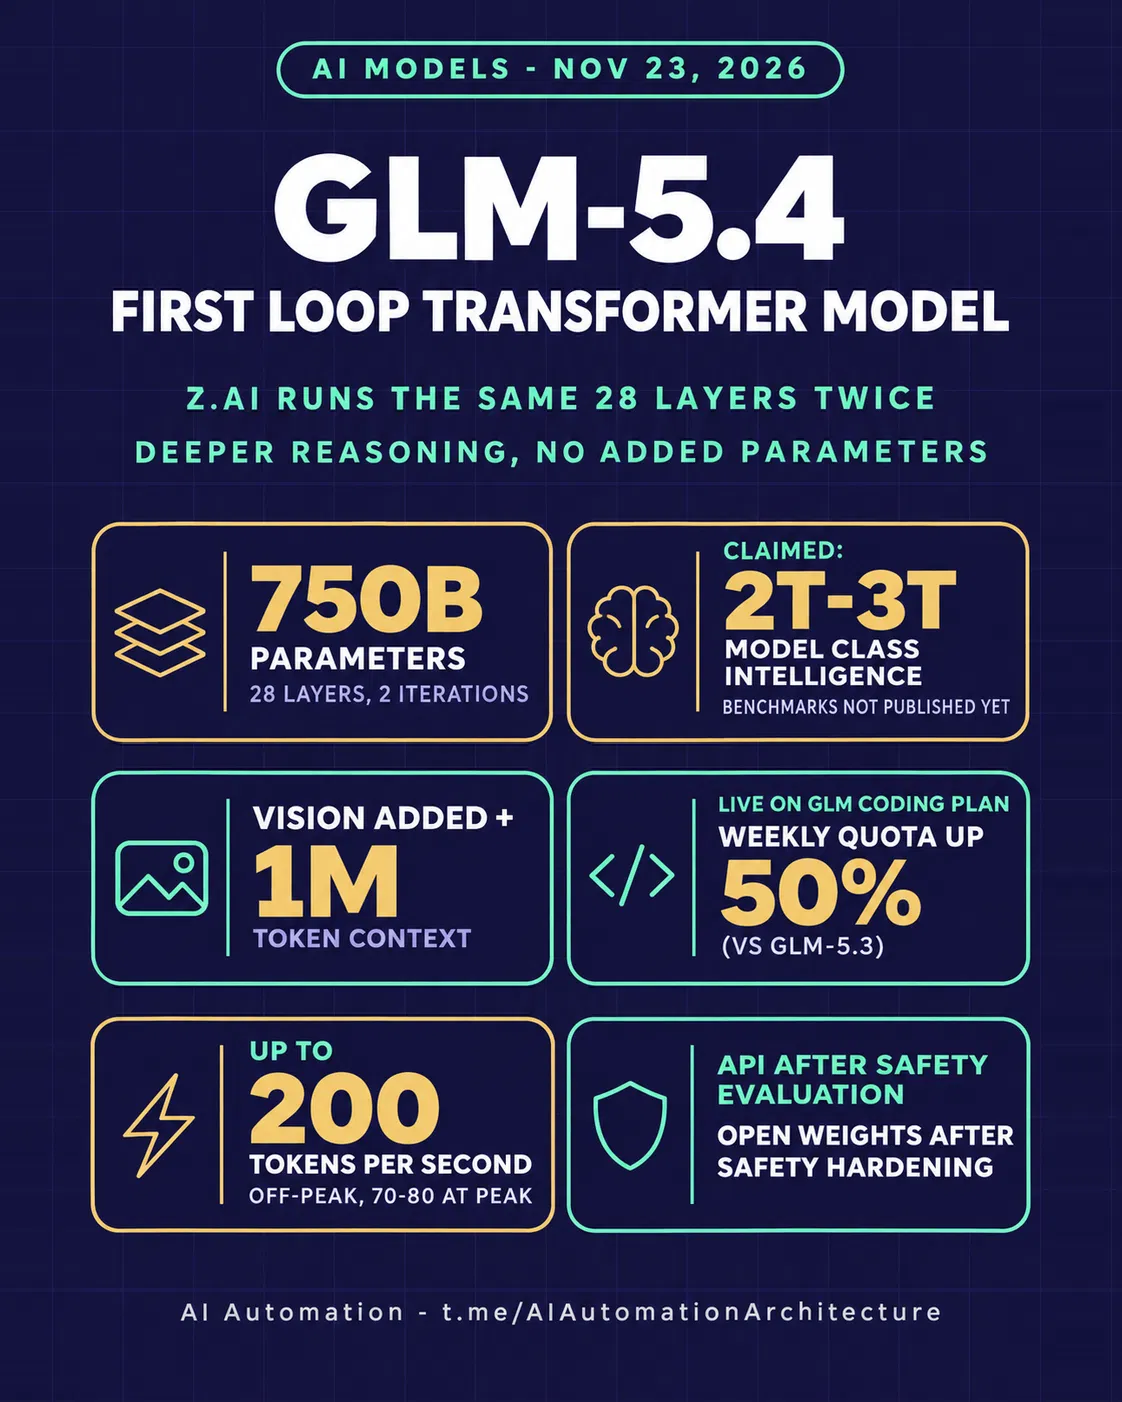 AI MODELS - NOV 23, 2026
GLM-5.4
FIRST LOOP TRANSFORMER MODEL
Z.AI RUNS THE SAME 28 LAYERS TWICE
DEEPER REASONING, NO ADDED PARAMETERS
750B
PARAMETERS
28 LAYERS, 2 ITERATIONS
CLAIMED:
2T-3T
MODEL CLASS
INTELLIGENCE
BENCHMARKS NOT PUBLISHED YET
VISION ADDED +
1M
TOKEN CONTEXT
LIVE ON GLM CODING PLAN
WEEKLY QUOTA UP
50%
(VS GLM-5.3)
UP TO
200
TOKENS PER SECOND
OFF-PEAK, 70-80 AT PEAK
API AFTER SAFETY
EVALUATION
OPEN WEIGHTS AFTER
SAFETY HARDENING
AI Automation - t.me/AIAutomationArchitecture